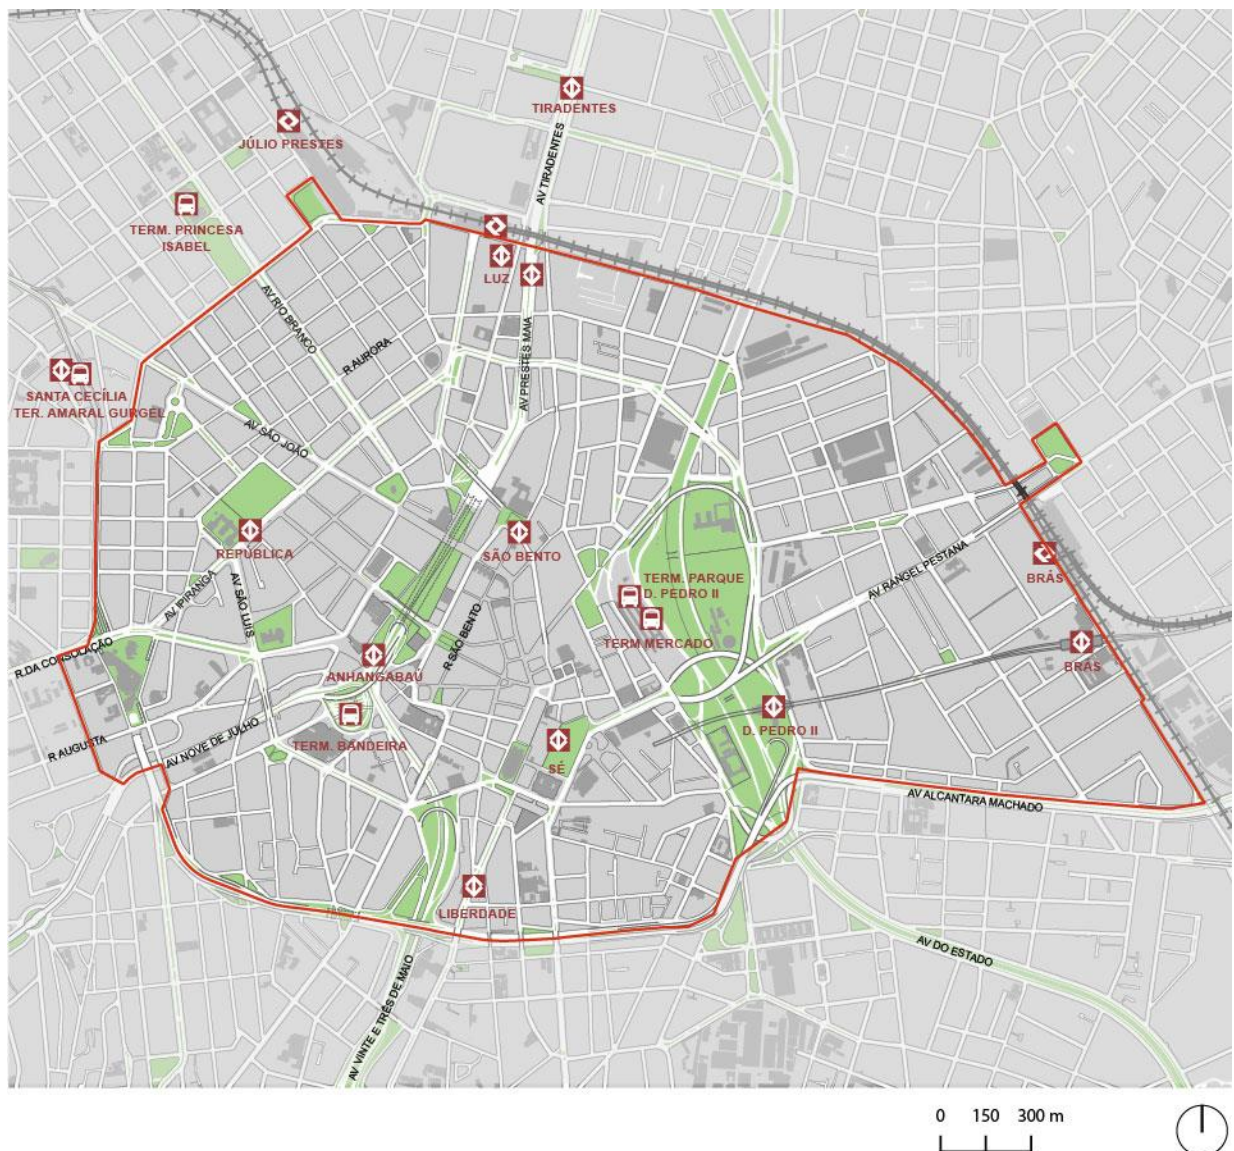 TIRADENTES
JÚLIO PRESTES
AV TIRADENTES
TERM. PRINCESA
ISABEL
LUZ
AV RIO BRANCO
R AURORA
AV PRESTES MAIA
SANTA CECÍLIA
TER. AMARAL GURGEL
AV SÃO JOÃO
REPÚBLICA
SÃO BENTO
AV IPIRANGA
AV SÃO LUÍS
TERM. PARQUE
D. PEDRO II
TERM MERCADO
AV RANGEL PESTANA
BRÁS
R SÃO BENTO
R.DA CONSOLAÇÃO
ANHANGABAÚ
BRÁS
R AUGUSTA
AV NOVE DE JULHO
TERM. BANDEIRA
D. PEDRO II
SÉ
AV ALCANTARA MACHADO
LIBERDADE
AV DO ESTADO
AV VINTE E TRÊS DE MAIO
0 150 300 m